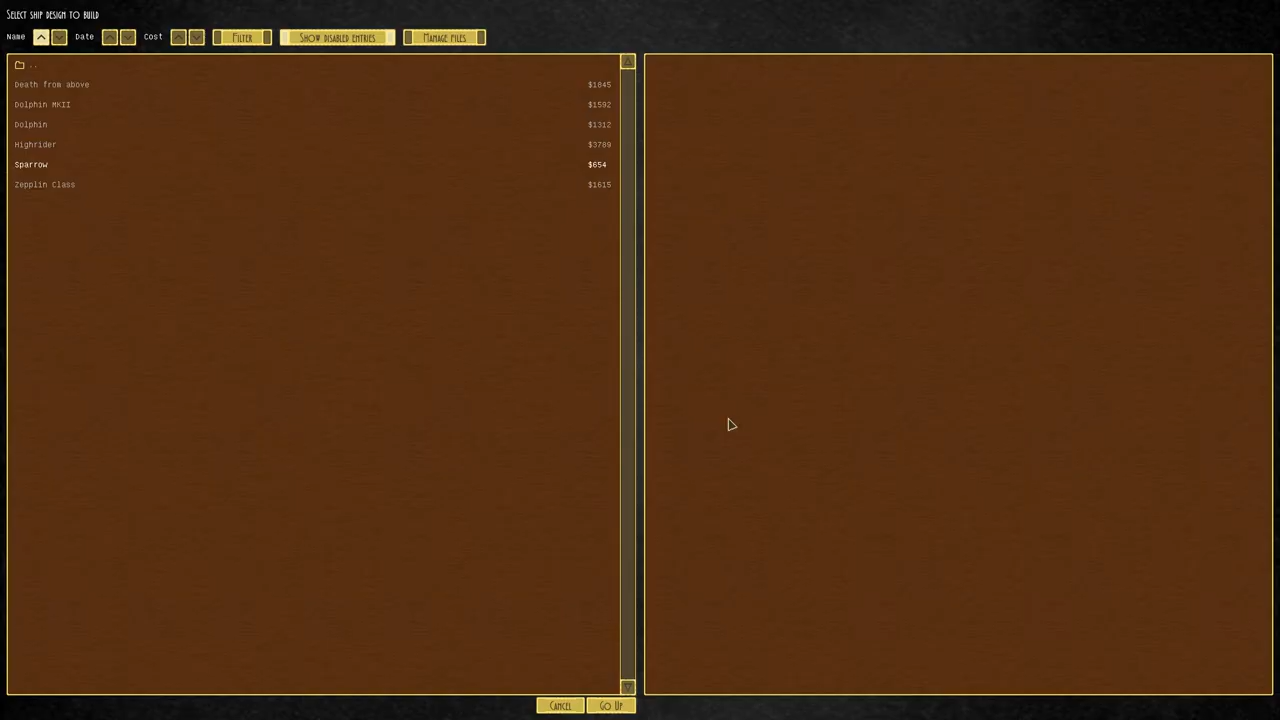 Select ship design to build
Name Date Cost Filter Show disabled entries Manage files
..
Death from above $1845
Dolphin MKII $1592
Dolphin $1312
Highrider $3789
Sparrow $654
Zepplin Class $1615
Cancel Go Up